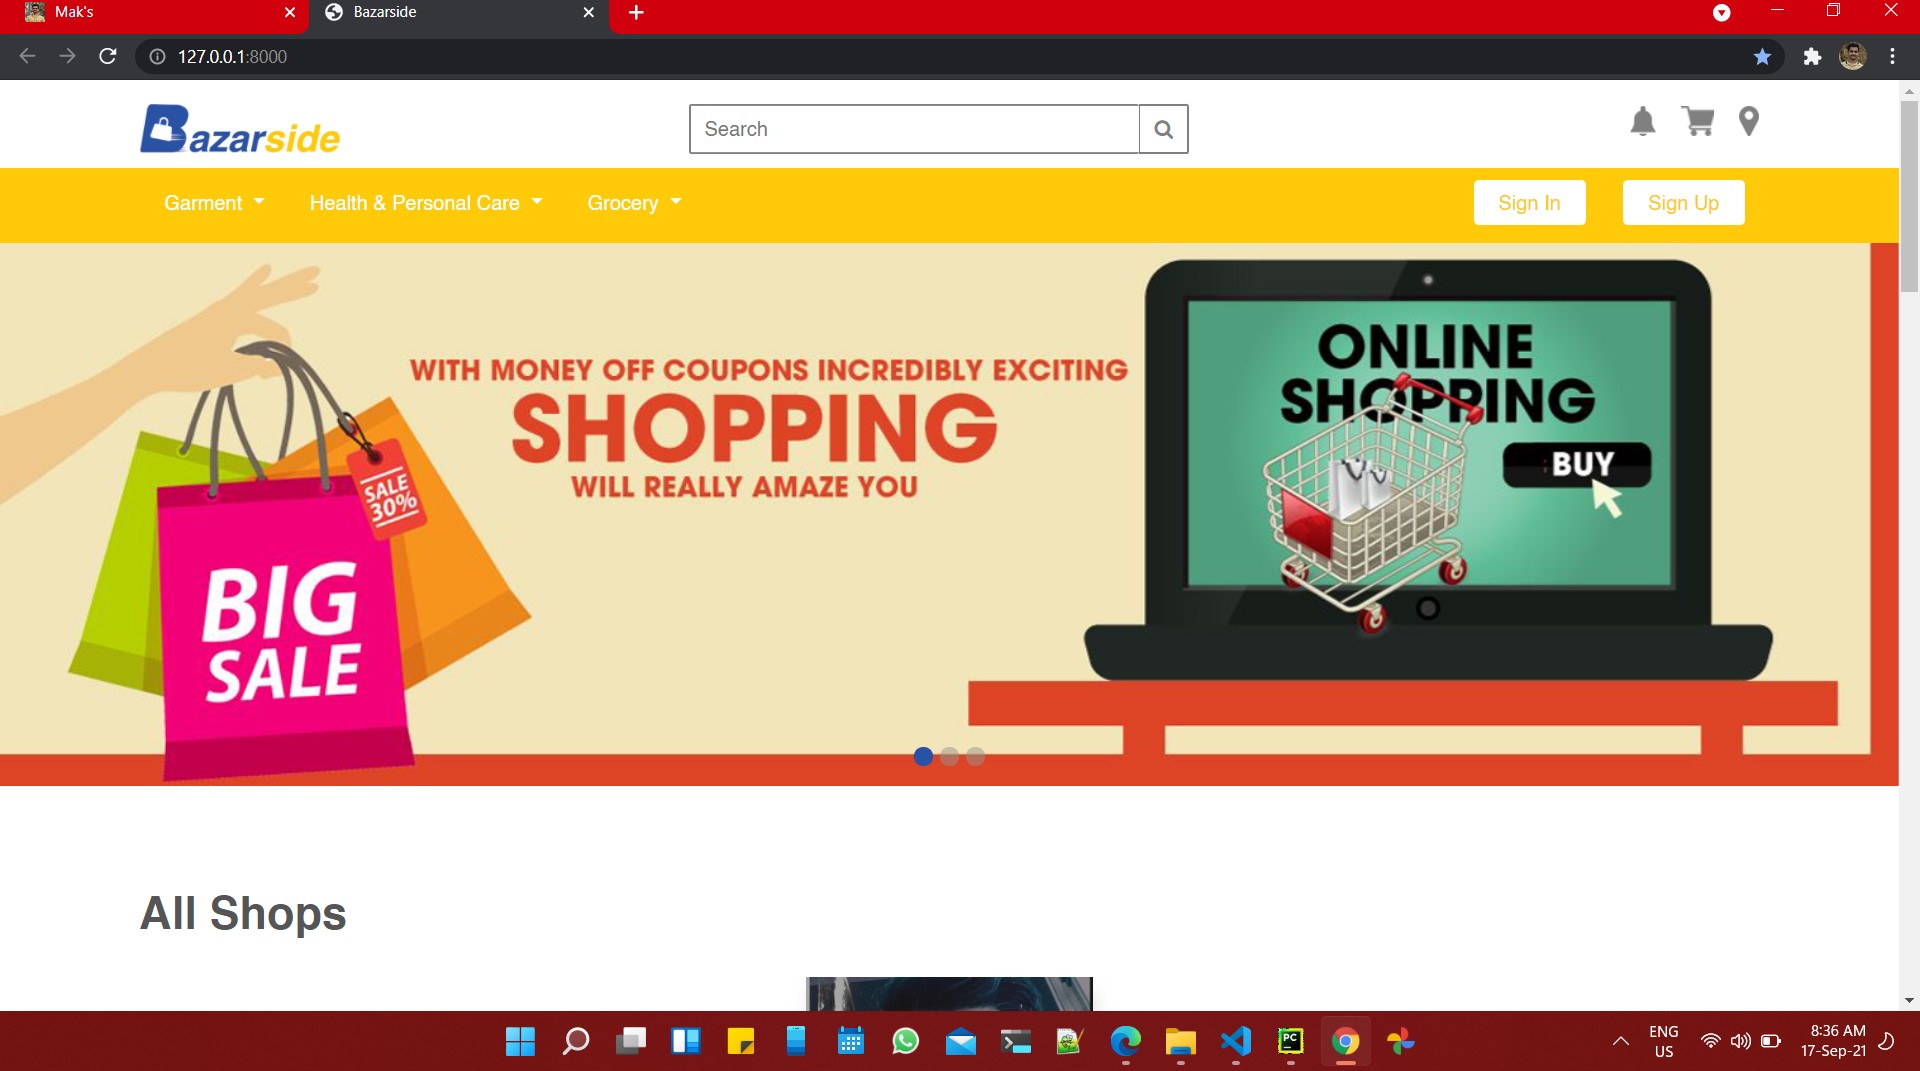 Mak's
Bazarside
127.0.0.1:8000
Bazarside
Search
Garment
Health & Personal Care
Grocery
Sign In
Sign Up
WITH MONEY OFF COUPONS INCREDIBLY EXCITING
SHOPPING
WILL REALLY AMAZE YOU
SALE
30%
BIG
SALE
ONLINE
SHOPPING
BUY
All Shops
PC
ENG
US
8:36 AM
17-Sep-21